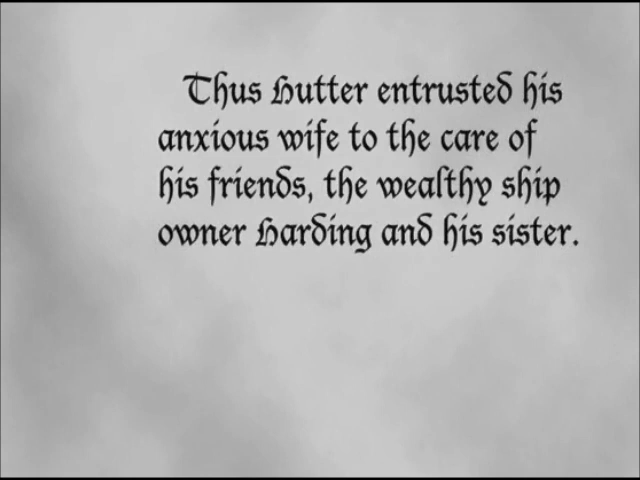 Thus Hutter entrusted his
anxious wife to the care of
his friends, the wealthy ship
owner Harding and his sister.